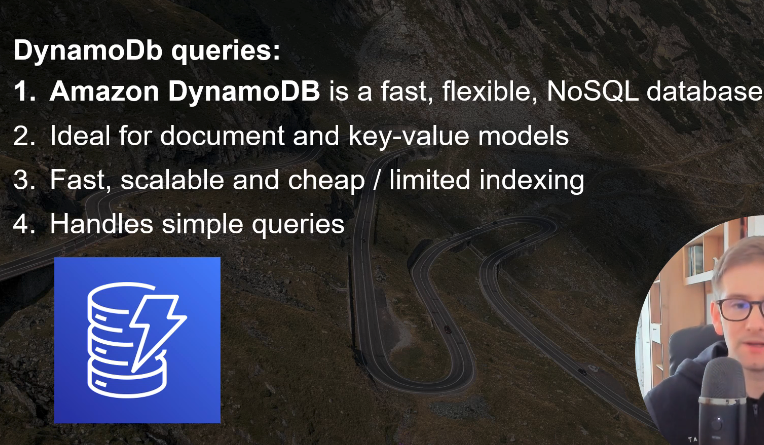 DynamoDb queries:
1. Amazon DynamoDB is a fast, flexible, NoSQL database
2. Ideal for document and key-value models
3. Fast, scalable and cheap / limited indexing
4. Handles simple queries